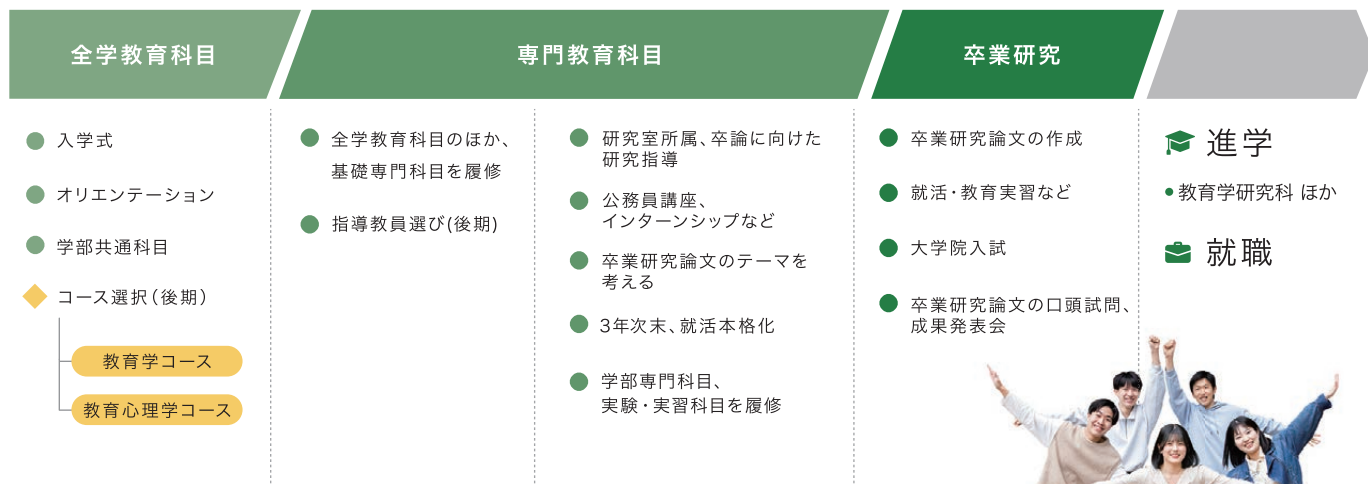 全学教育科目
専門教育科目
卒業研究
入学式
オリエンテーション
学部共通科目
コース選択(後期)
教育学コース
教育心理学コース
全学教育科目のほか、
基礎専門科目を履修
指導教員選び(後期)
研究室所属、卒論に向けた
研究指導
公務員講座、
インターンシップなど
卒業研究論文のテーマを
考える
3年次末、就活本格化
学部専門科目、
実験・実習科目を履修
卒業研究論文の作成
就活・教育実習など
大学院入試
卒業研究論文の口頭試問、
成果発表会
進学
• 教育学研究科 ほか
就職